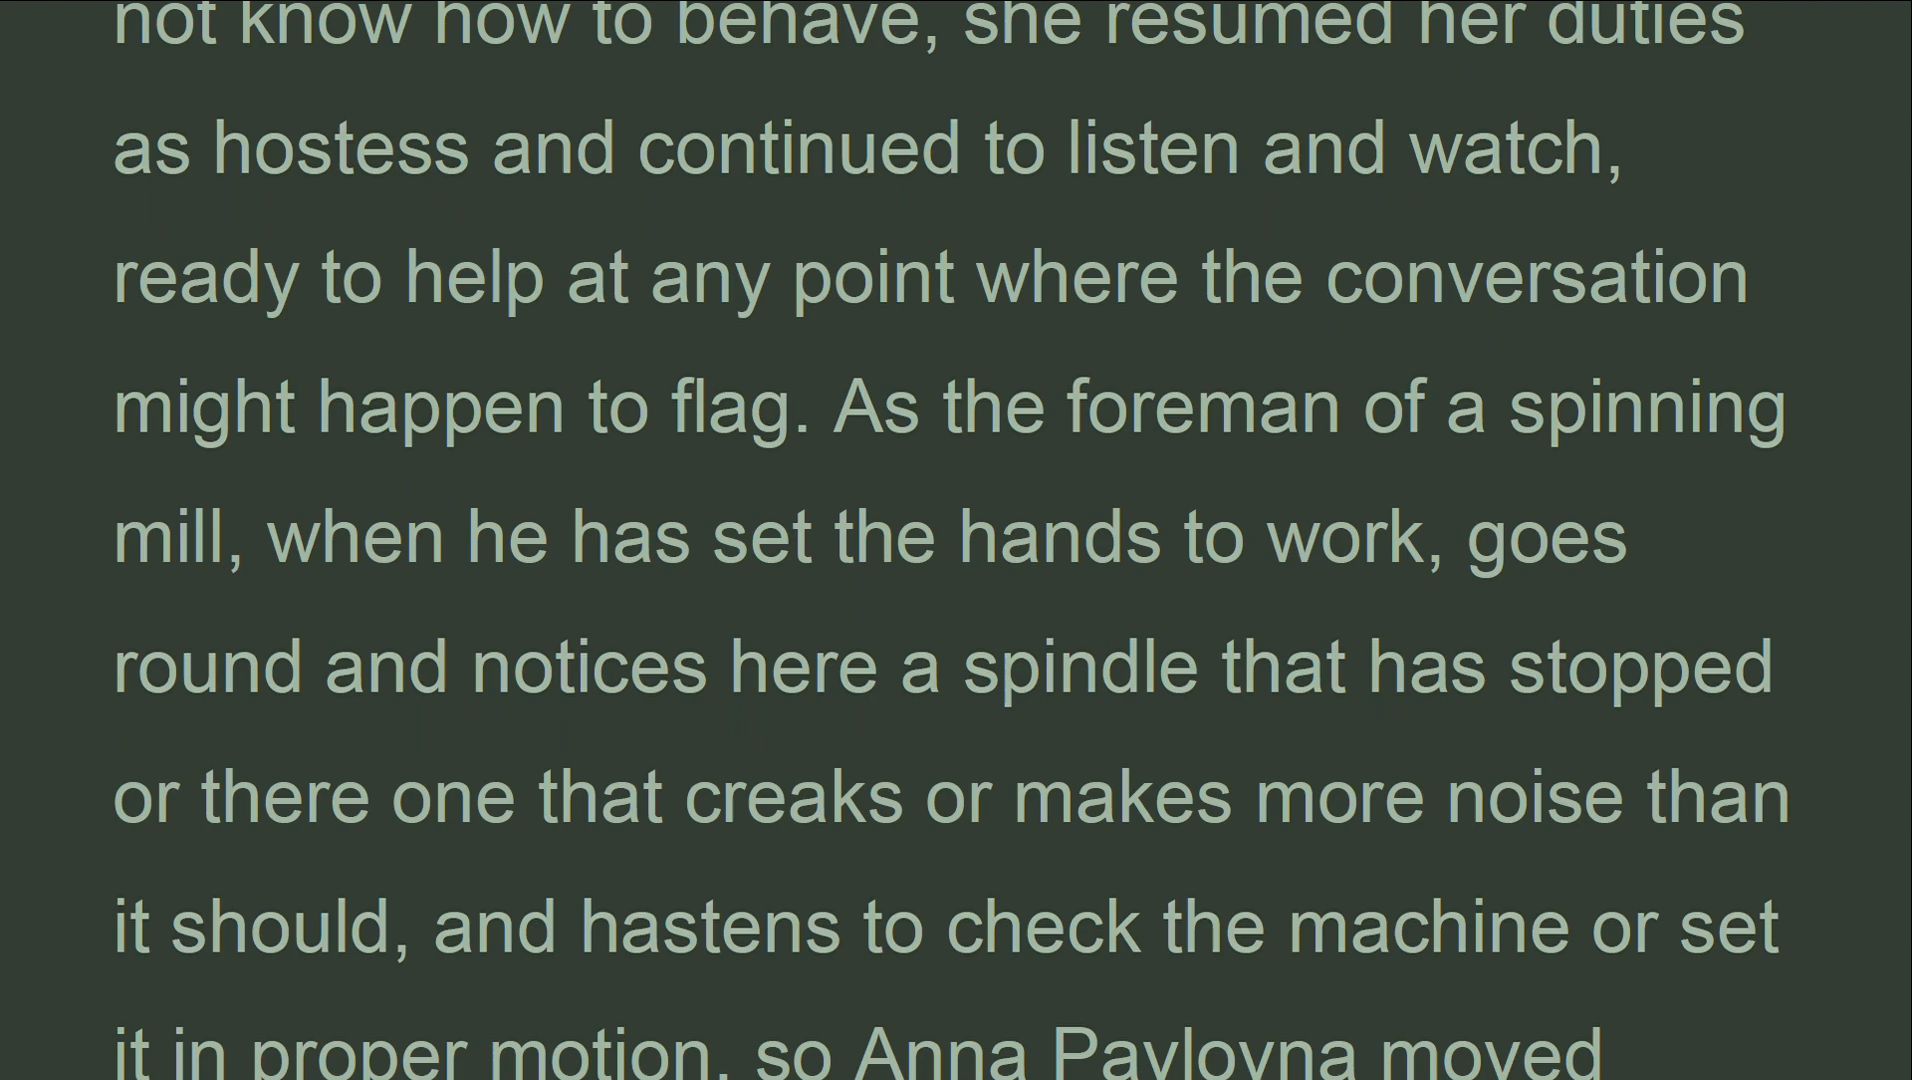 not know how to behave, she resumed her duties
as hostess and continued to listen and watch,
ready to help at any point where the conversation
might happen to flag. As the foreman of a spinning
mill, when he has set the hands to work, goes
round and notices here a spindle that has stopped
or there one that creaks or makes more noise than
it should, and hastens to check the machine or set
it in proper motion, so Anna Pavlovna moved